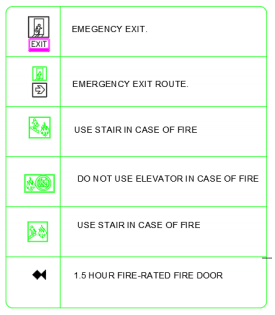 EXIT
EMEGENCY EXIT.
EMERGENCY EXIT ROUTE.
USE STAIR IN CASE OF FIRE
DO NOT USE ELEVATOR IN CASE OF FIRE
USE STAIR IN CASE OF FIRE
1.5 HOUR FIRE-RATED FIRE DOOR